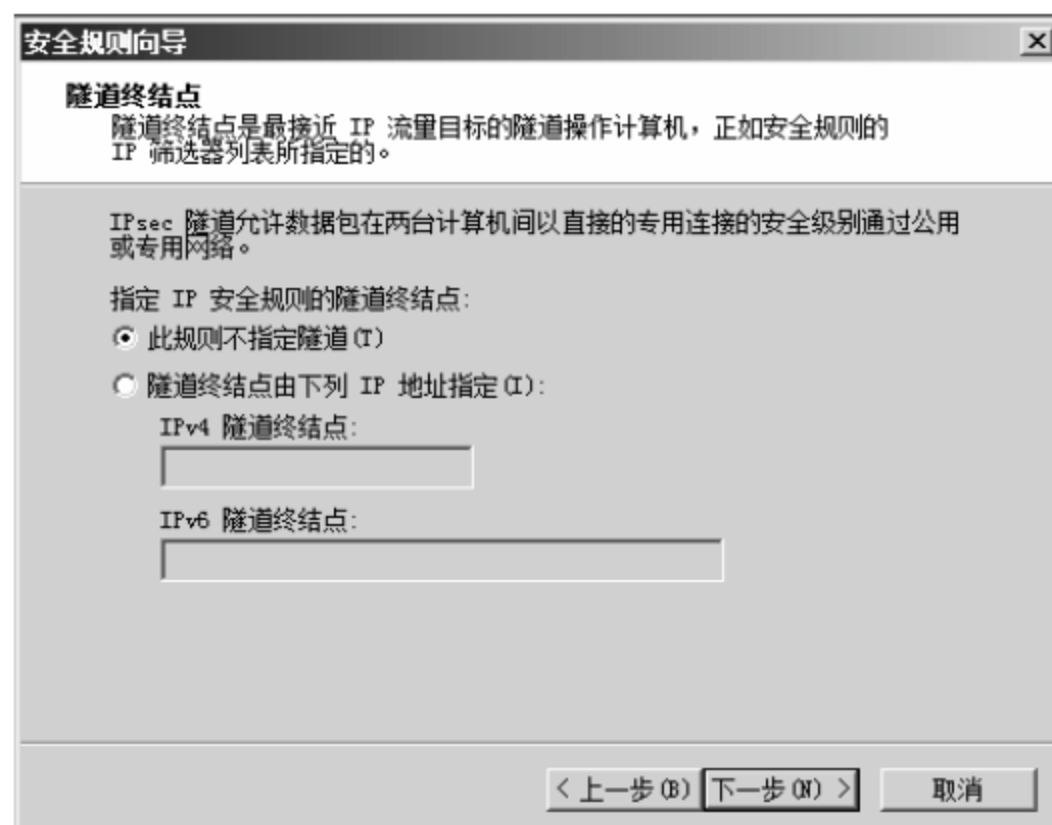 安全规则向导
隧道终结点
隧道终结点是最接近 IP 流量目标的隧道操作计算机，正如安全规则的
IP 筛选器列表所指定的。
IPsec 隧道允许数据包在两台计算机间以直接的专用连接的安全级别通过公用
或专用网络。
指定 IP 安全规则的隧道终结点:
此规则不指定隧道(T)
隧道终结点由下列 IP 地址指定(I):
IPv4 隧道终结点:
IPv6 隧道终结点:
< 上一步(B) 下一步(N) > 取消